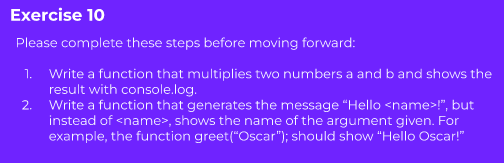 Exercise 10
Please complete these steps before moving forward:
1. Write a function that multiplies two numbers a and b and shows the
result with console.log.
2. Write a function that generates the message “Hello <name>!”, but
instead of <name>, shows the name of the argument given. For
example, the function greet(“Oscar”); should show “Hello Oscar!”